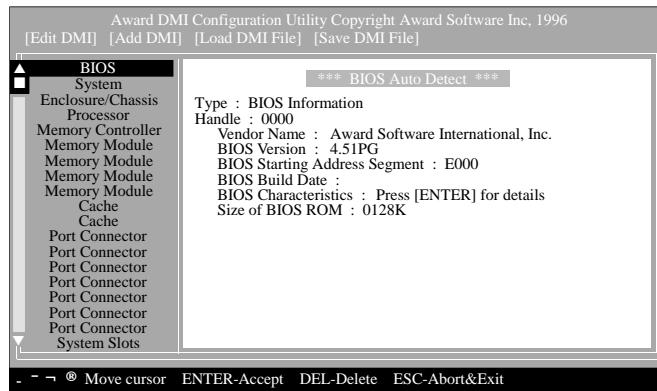 Award DMI Configuration Utility Copyright Award Software Inc, 1996
[Edit DMI] [Add DMI] [Load DMI File] [Save DMI File]
BIOS
System
Enclosure/Chassis
Processor
Memory Controller
Memory Module
Memory Module
Memory Module
Memory Module
Cache
Cache
Port Connector
Port Connector
Port Connector
Port Connector
Port Connector
Port Connector
Port Connector
System Slots
*** BIOS Auto Detect ***
Type : BIOS Information
Handle : 0000
Vendor Name : Award Software International, Inc.
BIOS Version : 4.51PG
BIOS Starting Address Segment : E000
BIOS Build Date :
BIOS Characteristics : Press [ENTER] for details
Size of BIOS ROM : 0128K
- ¯ ¬ ® Move cursor ENTER-Accept DEL-Delete ESC-Abort&Exit